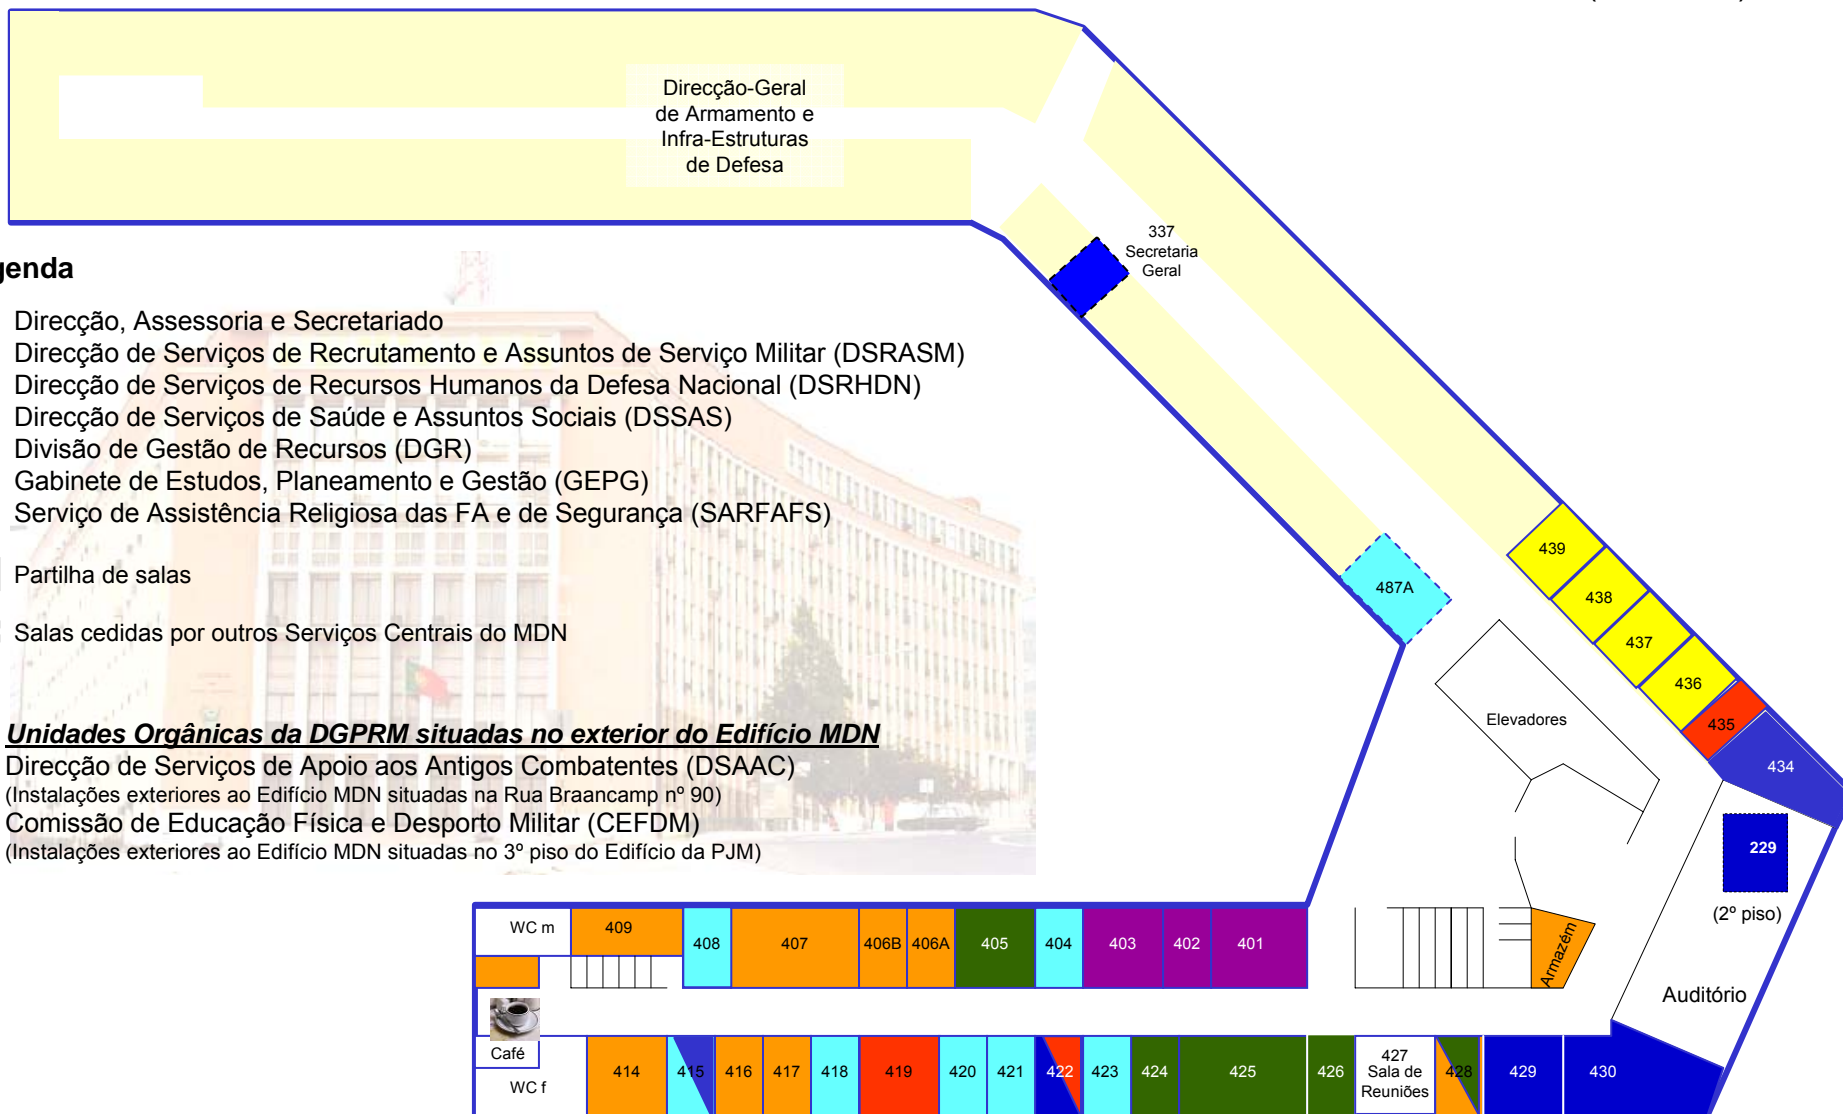 Direcção-Geral
de Armamento e
Infra-Estruturas
de Defesa
337
Secretaria
Geral
genda
Direcção, Assessoria e Secretariado
Direcção de Serviços de Recrutamento e Assuntos de Serviço Militar (DSRASM)
Direcção de Serviços de Recursos Humanos da Defesa Nacional (DSRHDN)
Direcção de Serviços de Saúde e Assuntos Sociais (DSSAS)
Divisão de Gestão de Recursos (DGR)
Gabinete de Estudos, Planeamento e Gestão (GEPG)
Serviço de Assistência Religiosa das FA e de Segurança (SARFAFS)
Partilha de salas
Salas cedidas por outros Serviços Centrais do MDN
Unidades Orgânicas da DGPRM situadas no exterior do Edifício MDN
Direcção de Serviços de Apoio aos Antigos Combatentes (DSAAC)
(Instalações exteriores ao Edifício MDN situadas na Rua Braancamp nº 90)
Comissão de Educação Física e Desporto Militar (CEFDM)
(Instalações exteriores ao Edifício MDN situadas no 3º piso do Edifício da PJM)
487A
439
438
437
436
435
434
Elevadores
229
(2º piso)
Auditório
Armazém
WC m
409
408
407
406B
406A
405
404
403
402
401
Café
WC f
414
415
416
417
418
419
420
421
422
423
424
425
426
427
Sala de
Reuniões
428
429
430